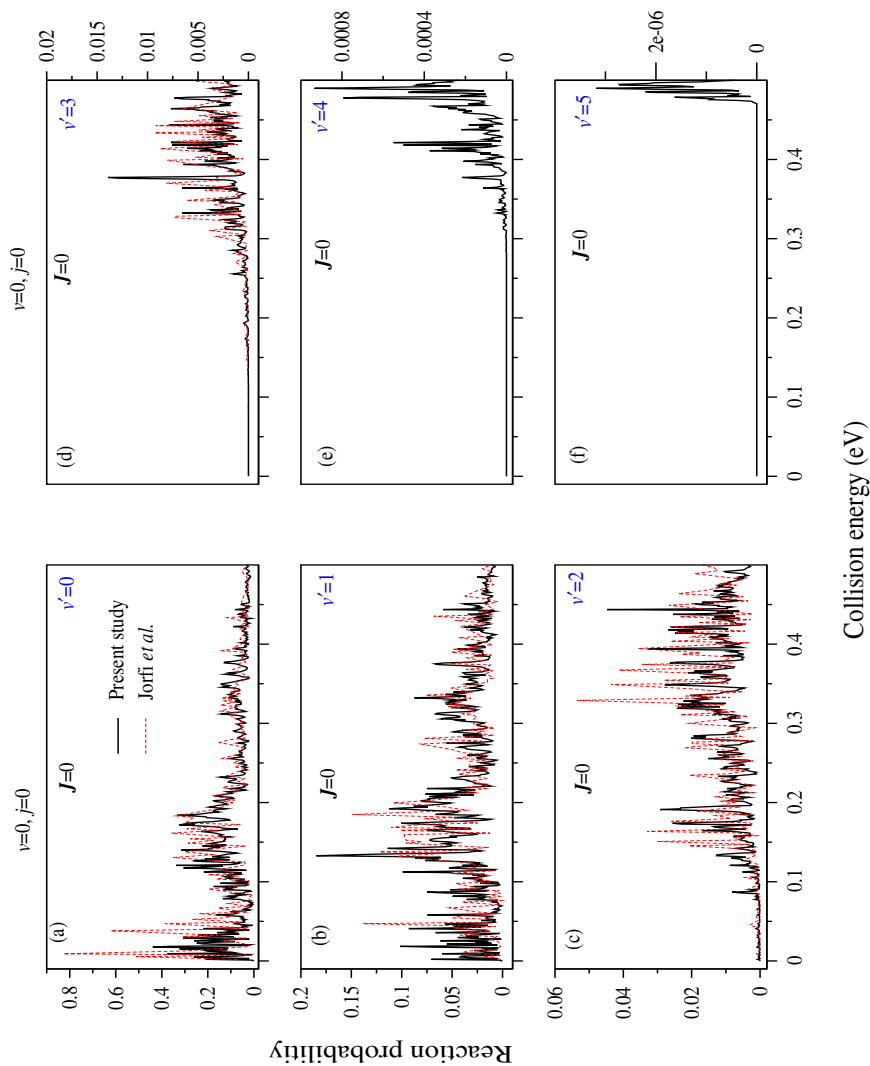 v=0, j=0
v=0, j=0
(a)
J=0
v'=0
Present study
Jorfi et al.
0.8
0.6
0.4
0.2
0
(d)
J=0
v'=3
0.02
0.015
0.01
0.005
0
(b)
J=0
v'=1
0.2
0.15
0.1
0.05
0
(e)
J=0
v'=4
0.0008
0.0004
0
(c)
J=0
v'=2
0.06
0.04
0.02
0
(f)
J=0
v'=5
2e-06
0
0 0.1 0.2 0.3 0.4
0 0.1 0.2 0.3 0.4
Reaction probabilitiy
Collision energy (eV)